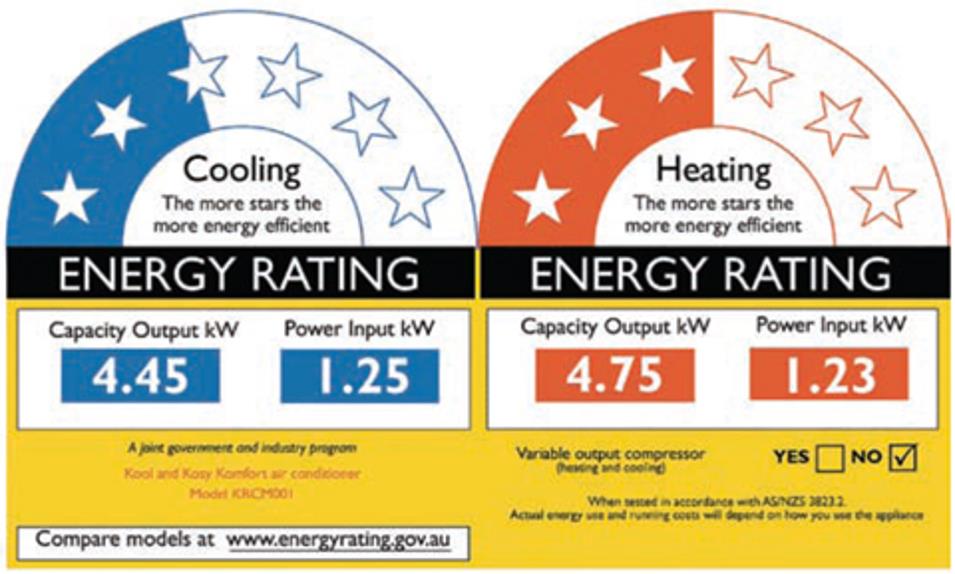 Cooling
The more stars the
more energy efficient
ENERGY RATING
Capacity Output kW
Power Input kW
4.45
1.25
A joint government and industry program
Kool and Kosy Komfort air conditioner
Model KRCM001
Compare models at www.energyrating.gov.au
Heating
The more stars the
more energy efficient
ENERGY RATING
Capacity Output kW
Power Input kW
4.75
1.23
Variable output compressor
(heating and cooling)
YES NO
When tested in accordance with AS/NZS 3823.2.
Actual energy use and running costs will depend on how you use the appliance